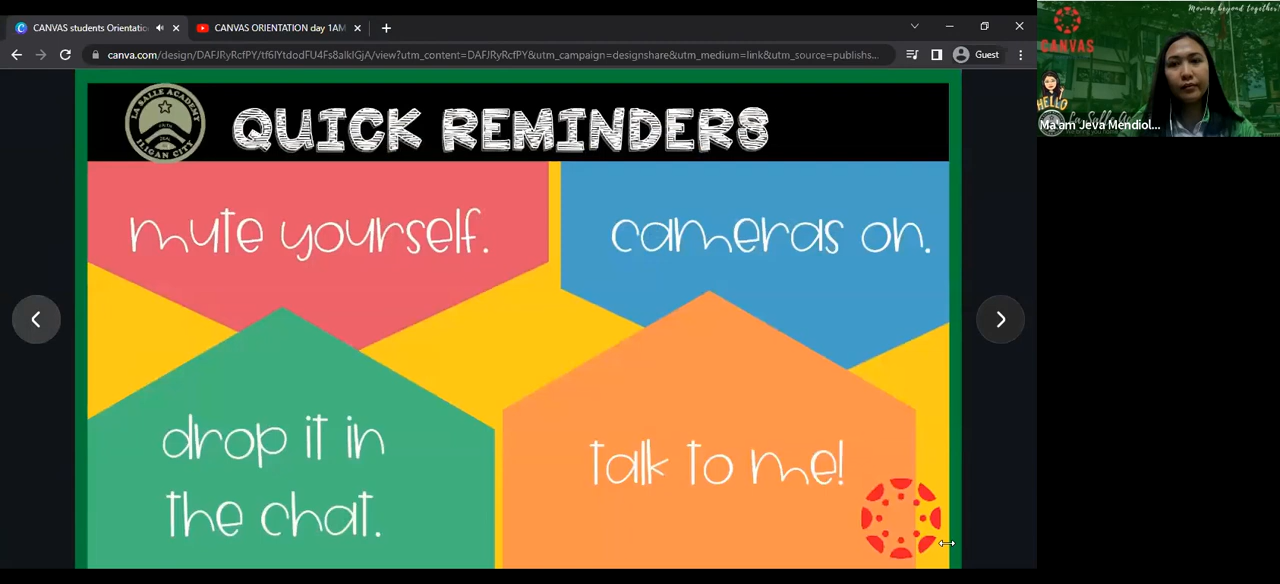 CANVAS students Orientatio
CANVAS ORIENTATION day 1AM
canva.com/design/DAFJRyRcfPY/tf6lYtdodFU4Fs8alklGjA/view?utm_content=DAFJRyRcfPY&utm_campaign=designshare&utm_medium=link&utm_source=publishs...
Guest
Moving beyond together!
CANVAS
HELLO
Ma'am Jeva Mendiol...
LA SALLE ACADEMY
ILIGAN CITY
QUICK REMINDERS
mute yourself.
cameras on.
drop it in
the chat.
talk to me!